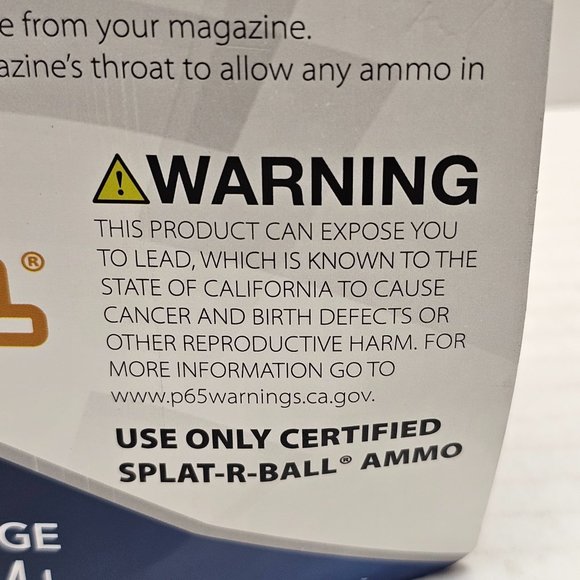 e from your magazine.
azine's throat to allow any ammo in
WARNING
THIS PRODUCT CAN EXPOSE YOU
TO LEAD, WHICH IS KNOWN TO THE
STATE OF CALIFORNIA TO CAUSE
CANCER AND BIRTH DEFECTS OR
OTHER REPRODUCTIVE HARM. FOR
MORE INFORMATION GO TO
www.p65warnings.ca.gov.
USE ONLY CERTIFIED
SPLAT-R-BALL® AMMO
GE